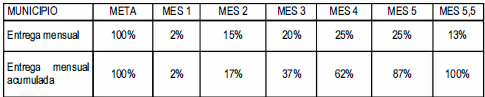 MUNICIPIO META MES 1 MES 2 MES 3 MES 4 MES 5 MES 5,5
Entrega mensual 100% 2% 15% 20% 25% 25% 13%
Entrega mensual acumulada 100% 2% 17% 37% 62% 87% 100%